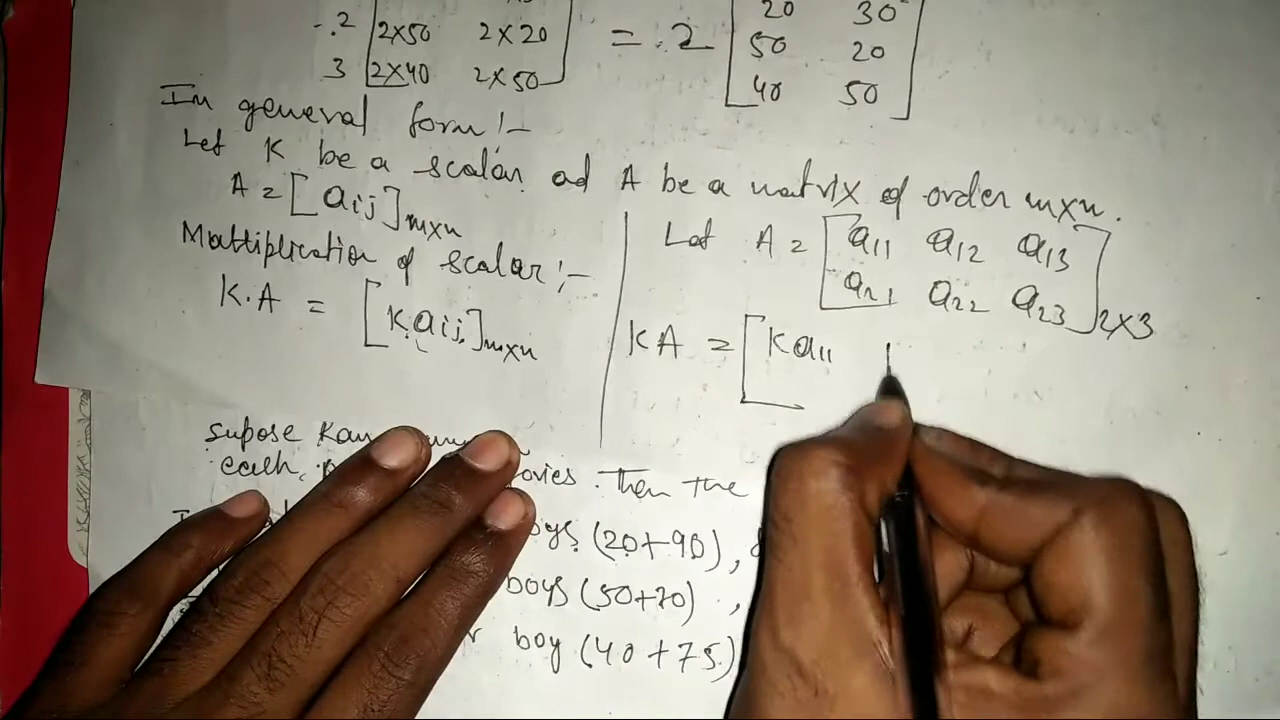 20 30
2 2×50 2×20 = 2 50 20
3 2×40 2×50 40 50
In general form :-
Let K be a scalar ad A be a matrix of order m×n.
A = [aij]m×n
Multiplication of scalar :-
K.A = [Kaij]m×n
Let A = [a11 a12 a13
a21 a22 a23]2×3
KA = [Ka11
supose
each ovies. Then the
(20+90),
boys (50+70),
boy (40+75)